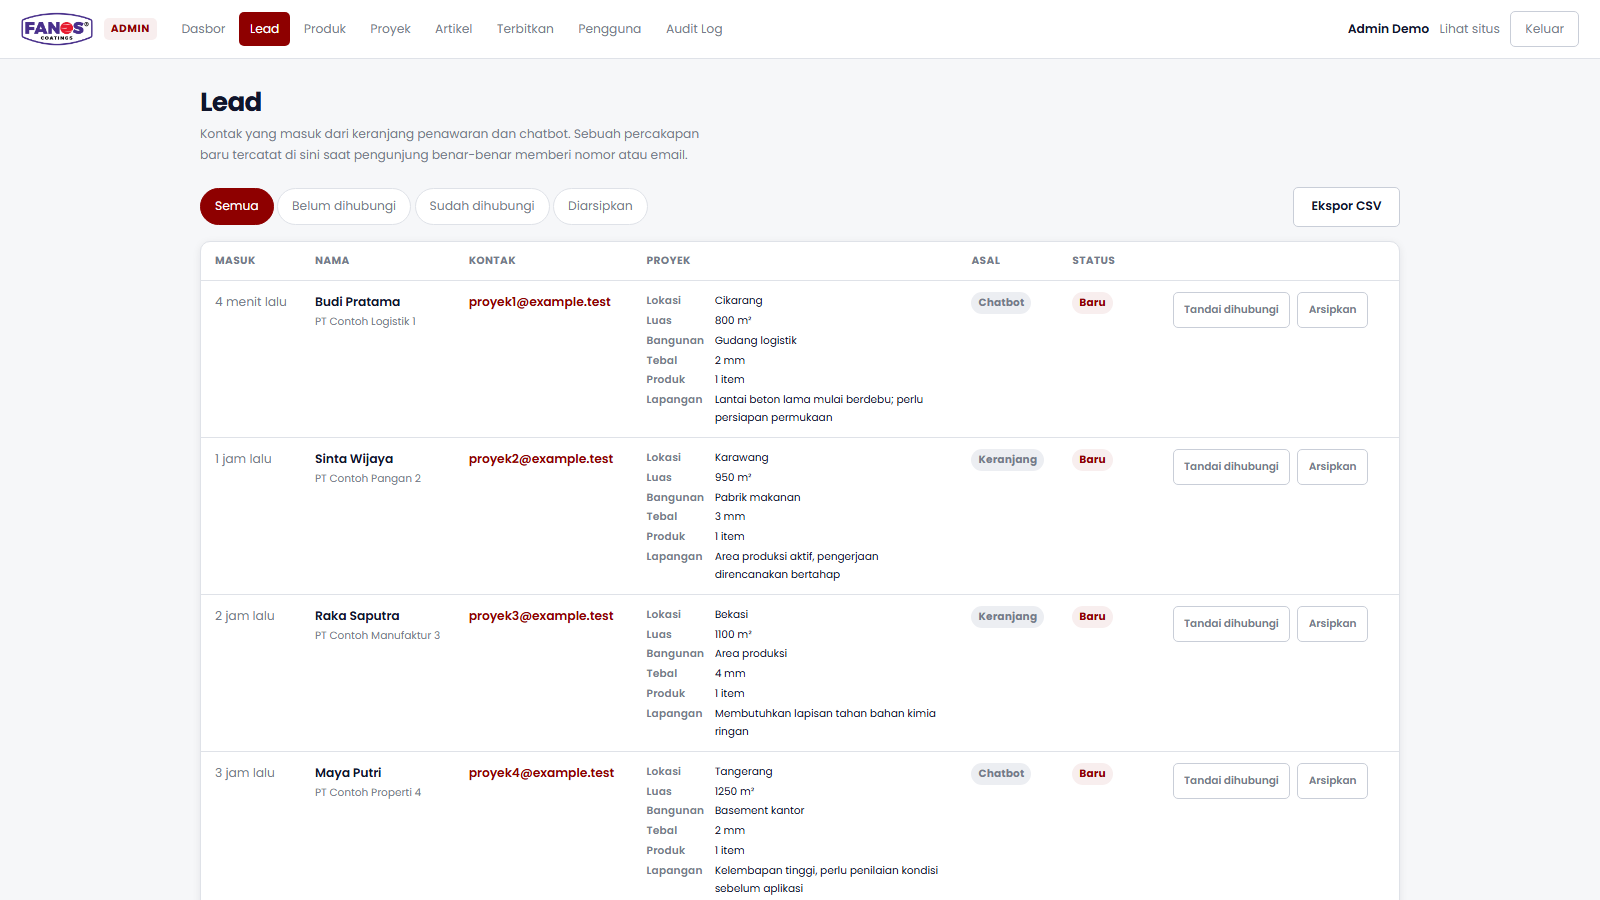 FANOS® COATINGS ADMIN Dasbor Lead Produk Proyek Artikel Terbitan Pengguna Audit Log Admin Demo Lihat situs Keluar
Lead
Kontak yang masuk dari keranjang penawaran dan chatbot. Sebuah percakapan
baru tercatat di sini saat pengunjung benar-benar memberi nomor atau email.
Semua Belum dihubungi Sudah dihubungi Diarsipkan Ekspor CSV
MASUK NAMA KONTAK PROYEK ASAL STATUS
4 menit lalu Budi Pratama proyek1@example.test Lokasi Cikarang Chatbot Baru Tandai dihubungi Arsipkan
PT Contoh Logistik 1 Luas 800 m²
Bangunan Gudang logistik
Tebal 2 mm
Produk 1 item
Lapangan Lantai beton lama mulai berdebu; perlu
persiapan permukaan
1 jam lalu Sinta Wijaya proyek2@example.test Lokasi Karawang Keranjang Baru Tandai dihubungi Arsipkan
PT Contoh Pangan 2 Luas 950 m²
Bangunan Pabrik makanan
Tebal 3 mm
Produk 1 item
Lapangan Area produksi aktif, pengerjaan
direncanakan bertahap
2 jam lalu Raka Saputra proyek3@example.test Lokasi Bekasi Keranjang Baru Tandai dihubungi Arsipkan
PT Contoh Manufaktur 3 Luas 1100 m²
Bangunan Area produksi
Tebal 4 mm
Produk 1 item
Lapangan Membutuhkan lapisan tahan bahan kimia
ringan
3 jam lalu Maya Putri proyek4@example.test Lokasi Tangerang Chatbot Baru Tandai dihubungi Arsipkan
PT Contoh Properti 4 Luas 1250 m²
Bangunan Basement kantor
Tebal 2 mm
Produk 1 item
Lapangan Kelembapan tinggi, perlu penilaian kondisi
sebelum aplikasi